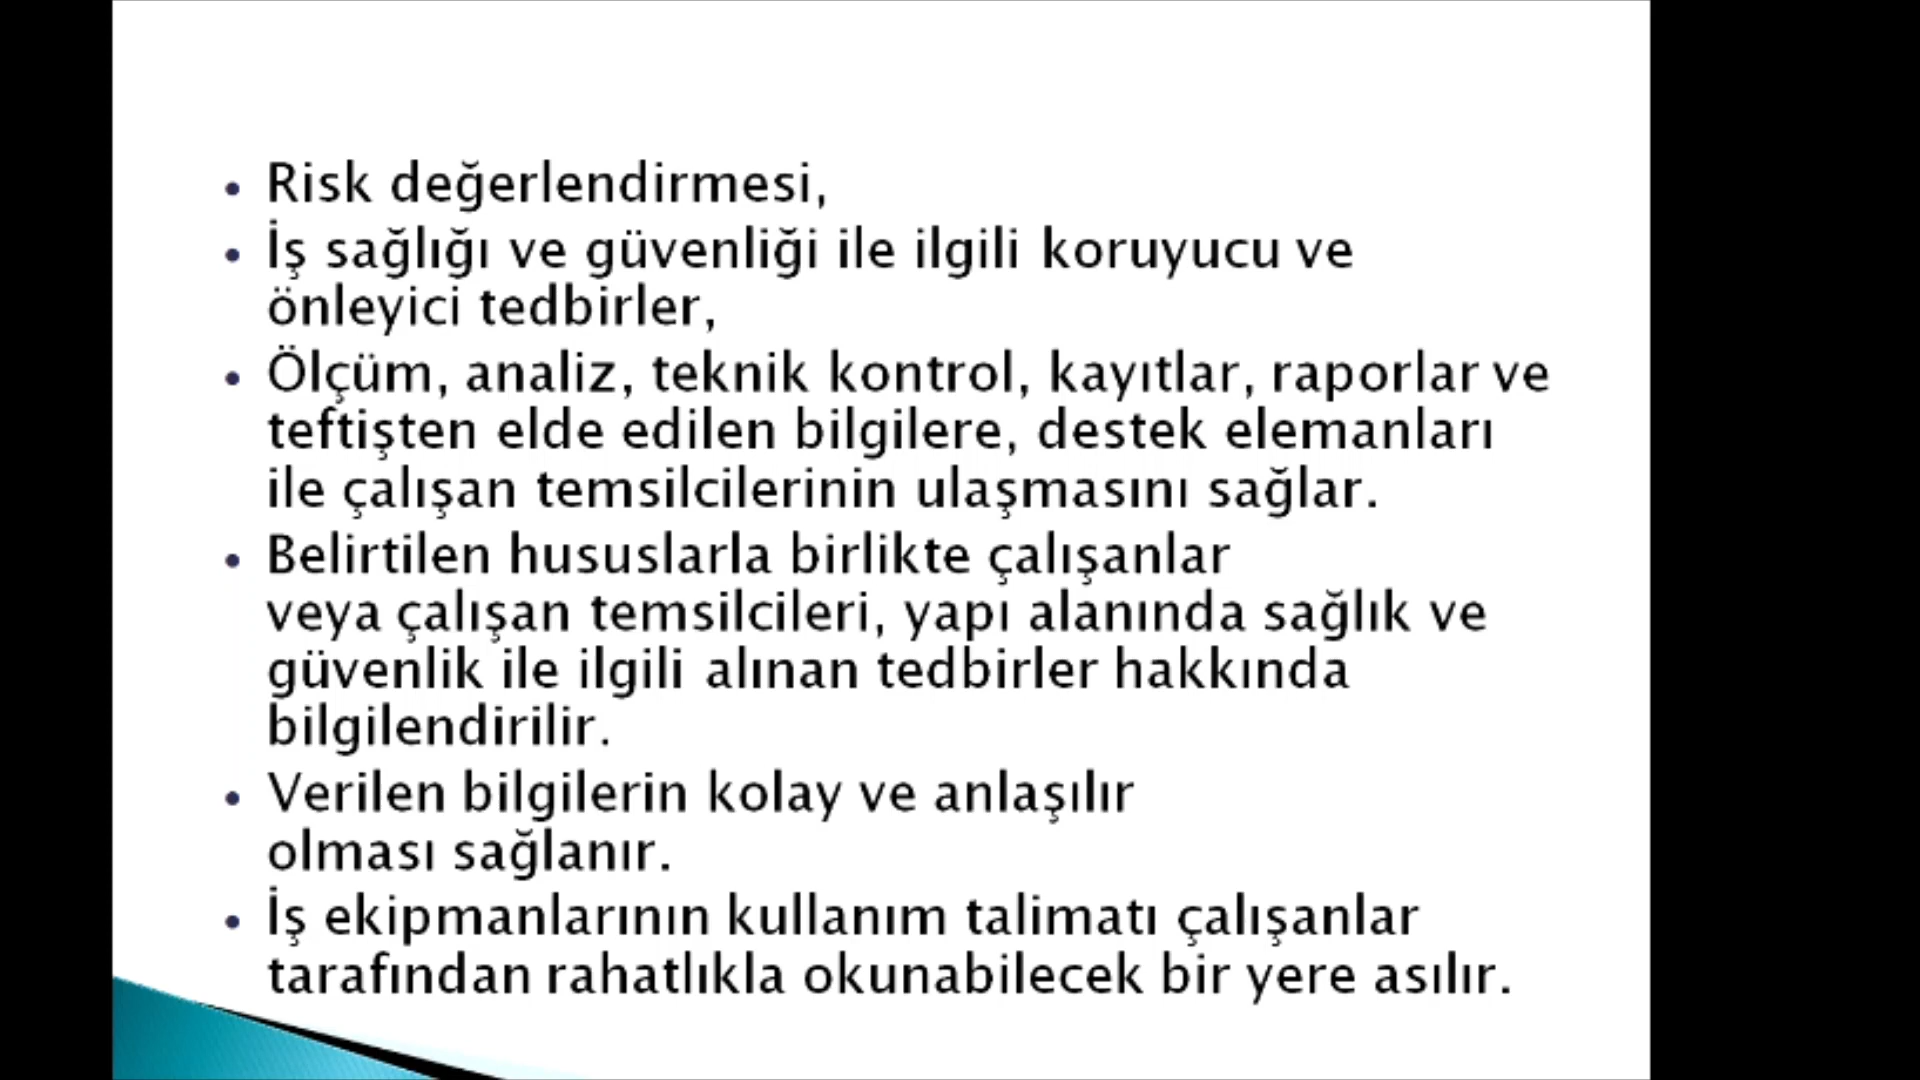 • Risk değerlendirmesi,
• İş sağlığı ve güvenliği ile ilgili koruyucu ve
önleyici tedbirler,
• Ölçüm, analiz, teknik kontrol, kayıtlar, raporlar ve
teftişten elde edilen bilgilere, destek elemanları
ile çalışan temsilcilerinin ulaşmasını sağlar.
• Belirtilen hususlarla birlikte çalışanlar
veya çalışan temsilcileri, yapı alanında sağlık ve
güvenlik ile ilgili alınan tedbirler hakkında
bilgilendirilir.
• Verilen bilgilerin kolay ve anlaşılır
olması sağlanır.
• İş ekipmanlarının kullanım talimatı çalışanlar
tarafından rahatlıkla okunabilecek bir yere asılır.